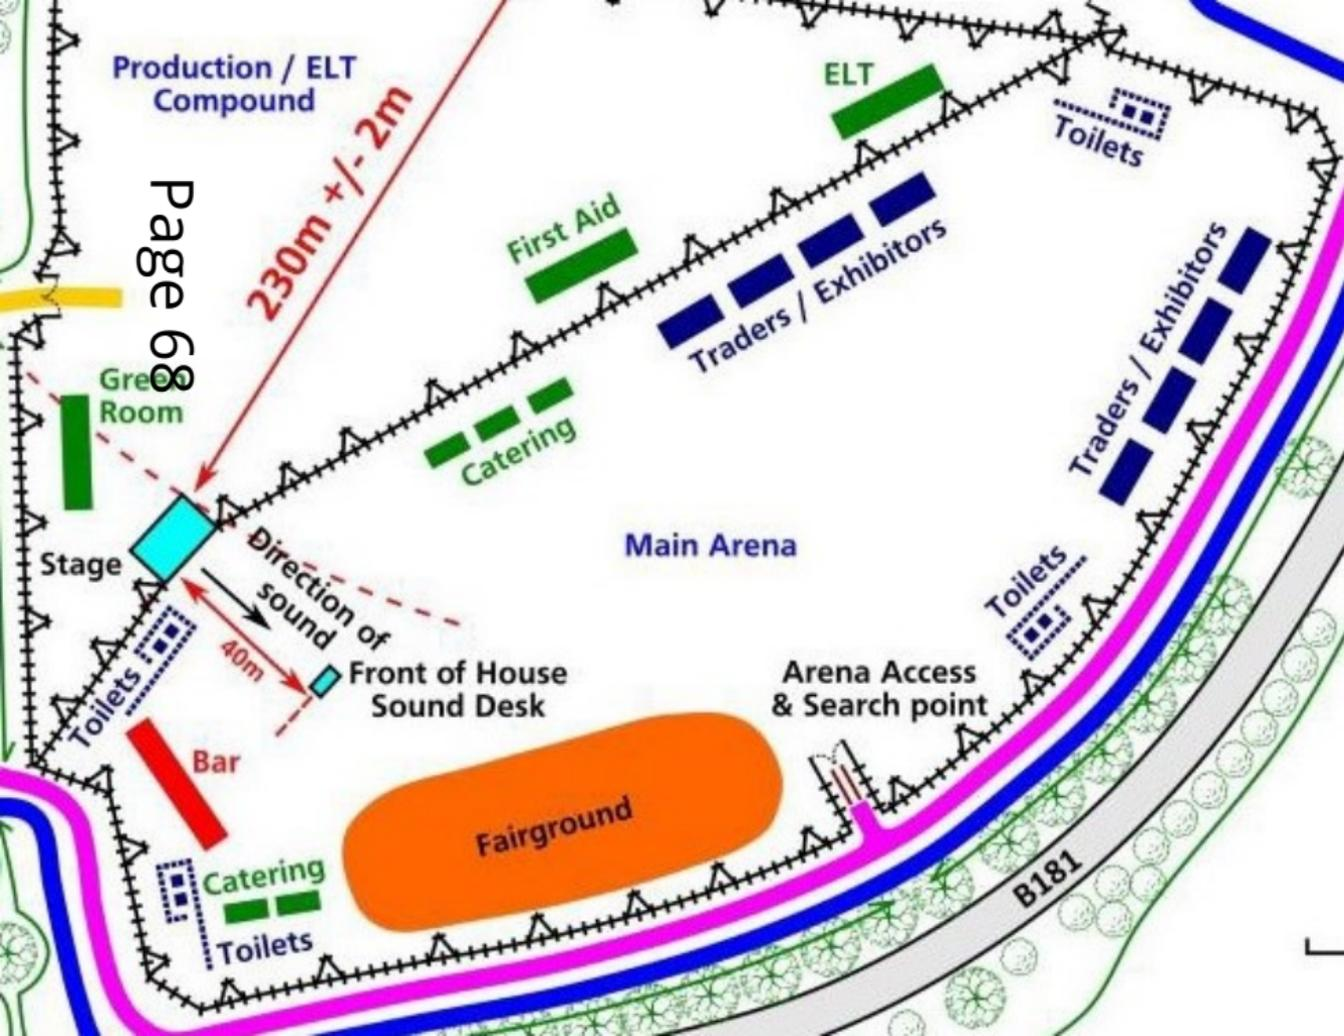 Production / ELT
Compound
230m +/- 2m
Page 68
ELT
Toilets
First Aid
Traders / Exhibitors
Traders / Exhibitors
Green
Room
Catering
Stage
Direction of
sound
Main Arena
Toilets
40m
Front of House
Sound Desk
Arena Access
& Search point
Toilets
Bar
Fairground
Catering
Toilets
B181